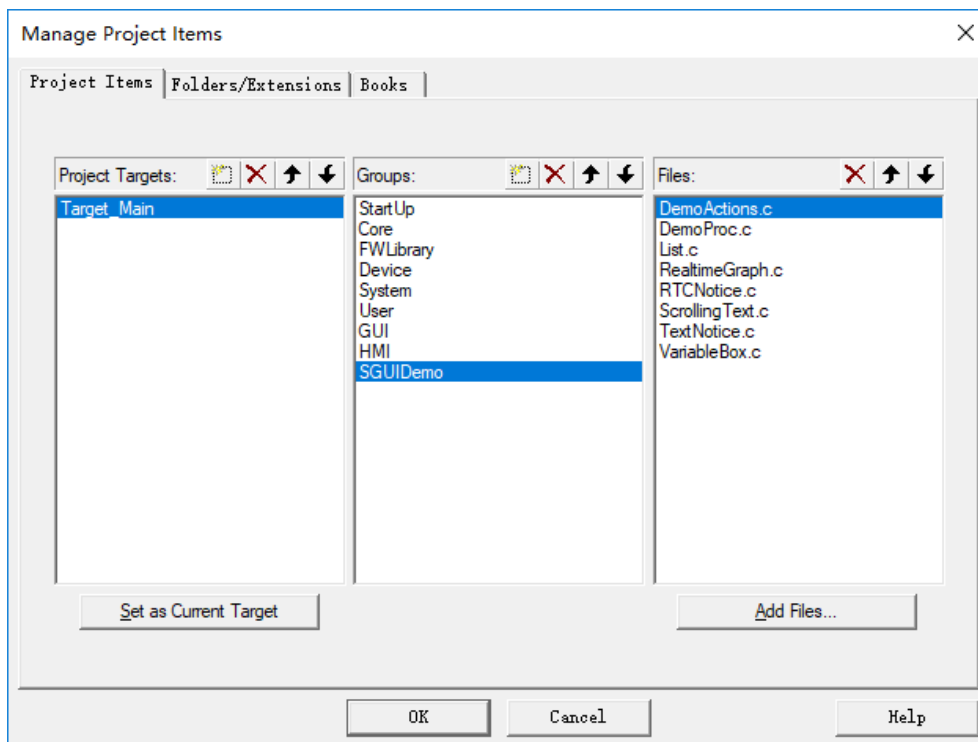 Manage Project Items
Project Items Folders/Extensions Books
Project Targets: Groups: Files:
Target_Main
StartUp
Core
FWLibrary
Device
System
User
GUI
HMI
SGUIDemo
DemoActions.c
DemoProc.c
List.c
RealtimeGraph.c
RTCNotice.c
ScrollingText.c
TextNotice.c
VariableBox.c
Set as Current Target Add Files...
OK Cancel Help